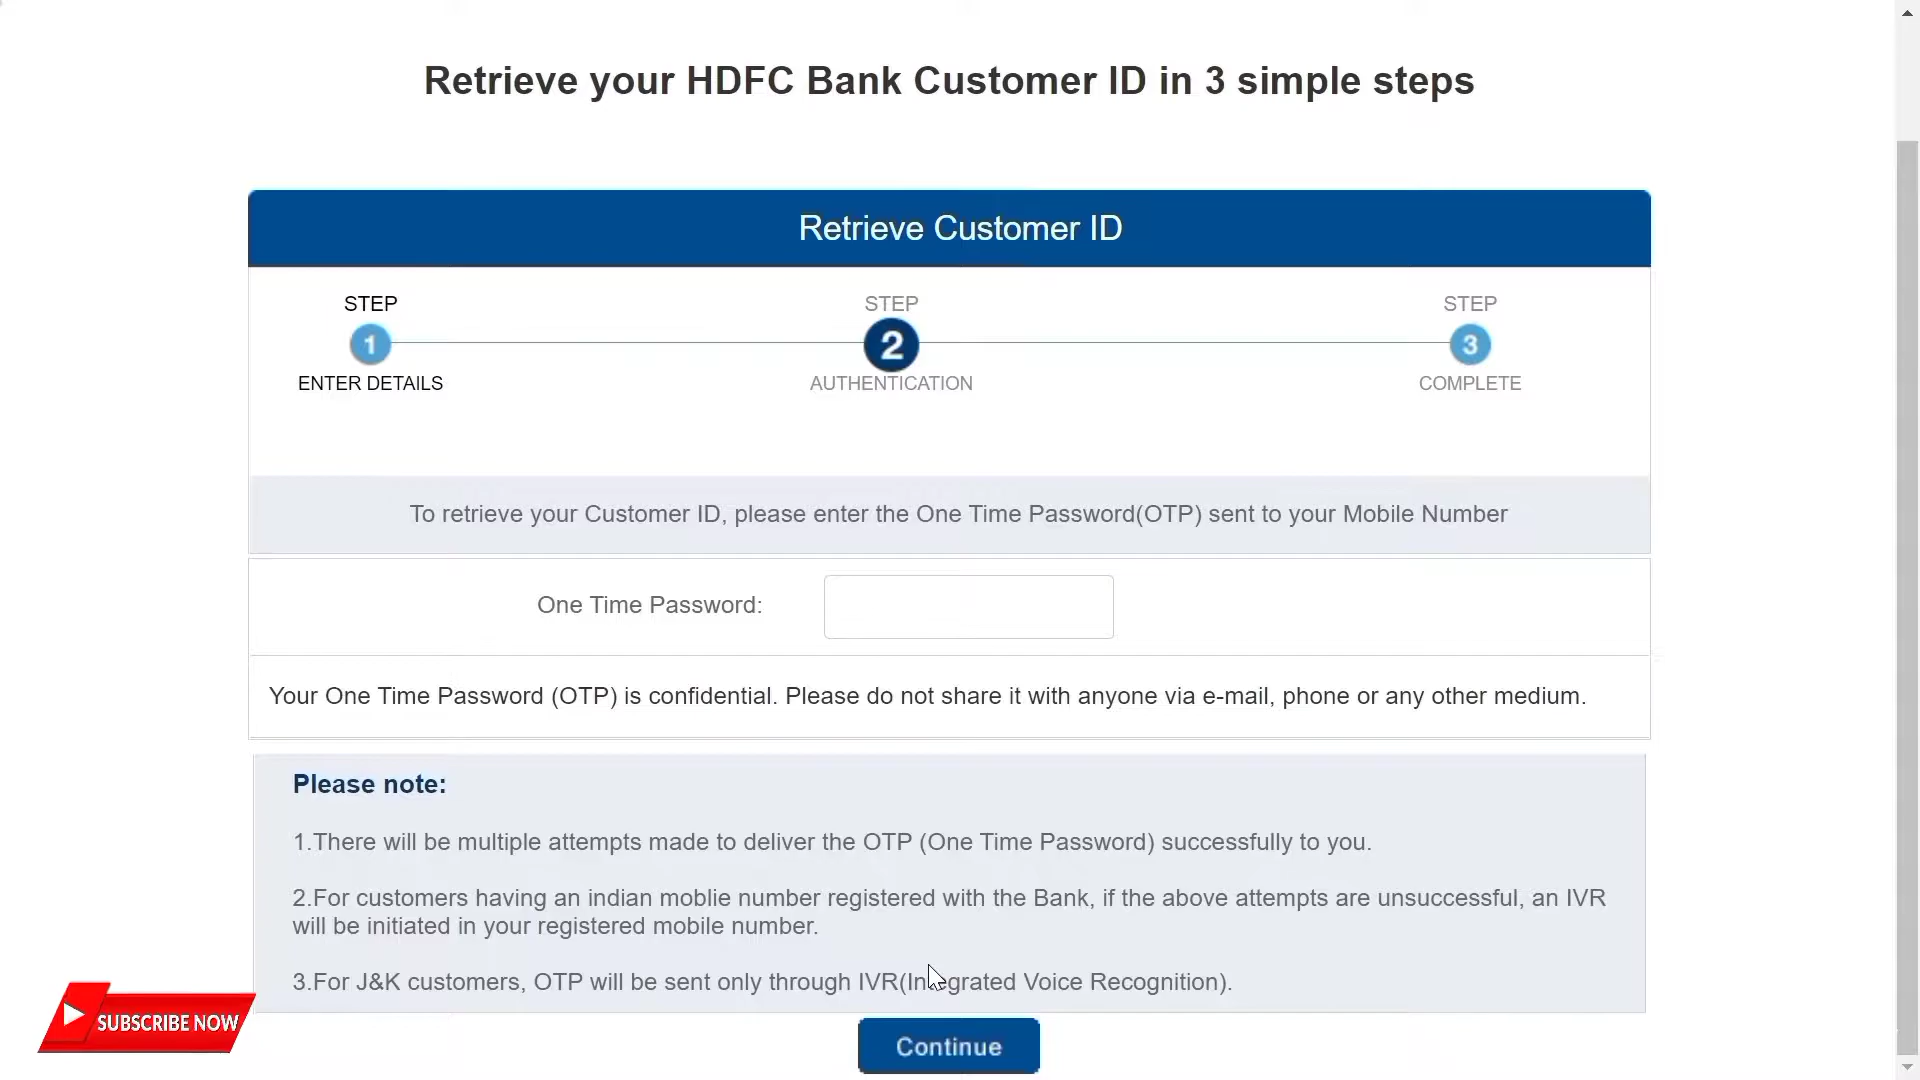 Retrieve your HDFC Bank Customer ID in 3 simple steps
Retrieve Customer ID
STEP STEP STEP
1 2 3
ENTER DETAILS AUTHENTICATION COMPLETE
To retrieve your Customer ID, please enter the One Time Password(OTP) sent to your Mobile Number
One Time Password:
Your One Time Password (OTP) is confidential. Please do not share it with anyone via e-mail, phone or any other medium.
Please note:
1.There will be multiple attempts made to deliver the OTP (One Time Password) successfully to you.
2.For customers having an indian moblie number registered with the Bank, if the above attempts are unsuccessful, an IVR
will be initiated in your registered mobile number.
3.For J&K customers, OTP will be sent only through IVR(Integrated Voice Recognition).
SUBSCRIBE NOW
Continue